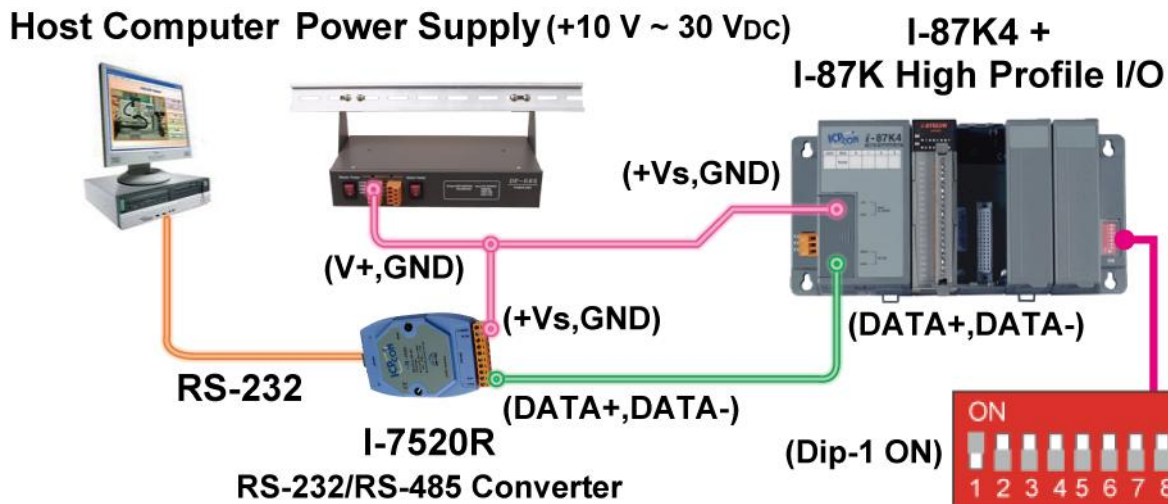 Host Computer
Power Supply (+10 V ~ 30 VDC)
I-87K4 +
I-87K High Profile I/O
i-87K4
(+Vs,GND)
(V+,GND)
(+Vs,GND)
(DATA+,DATA-)
RS-232
(DATA+,DATA-)
I-7520R
RS-232/RS-485 Converter
(Dip-1 ON)
ON
1 2 3 4 5 6 7 8